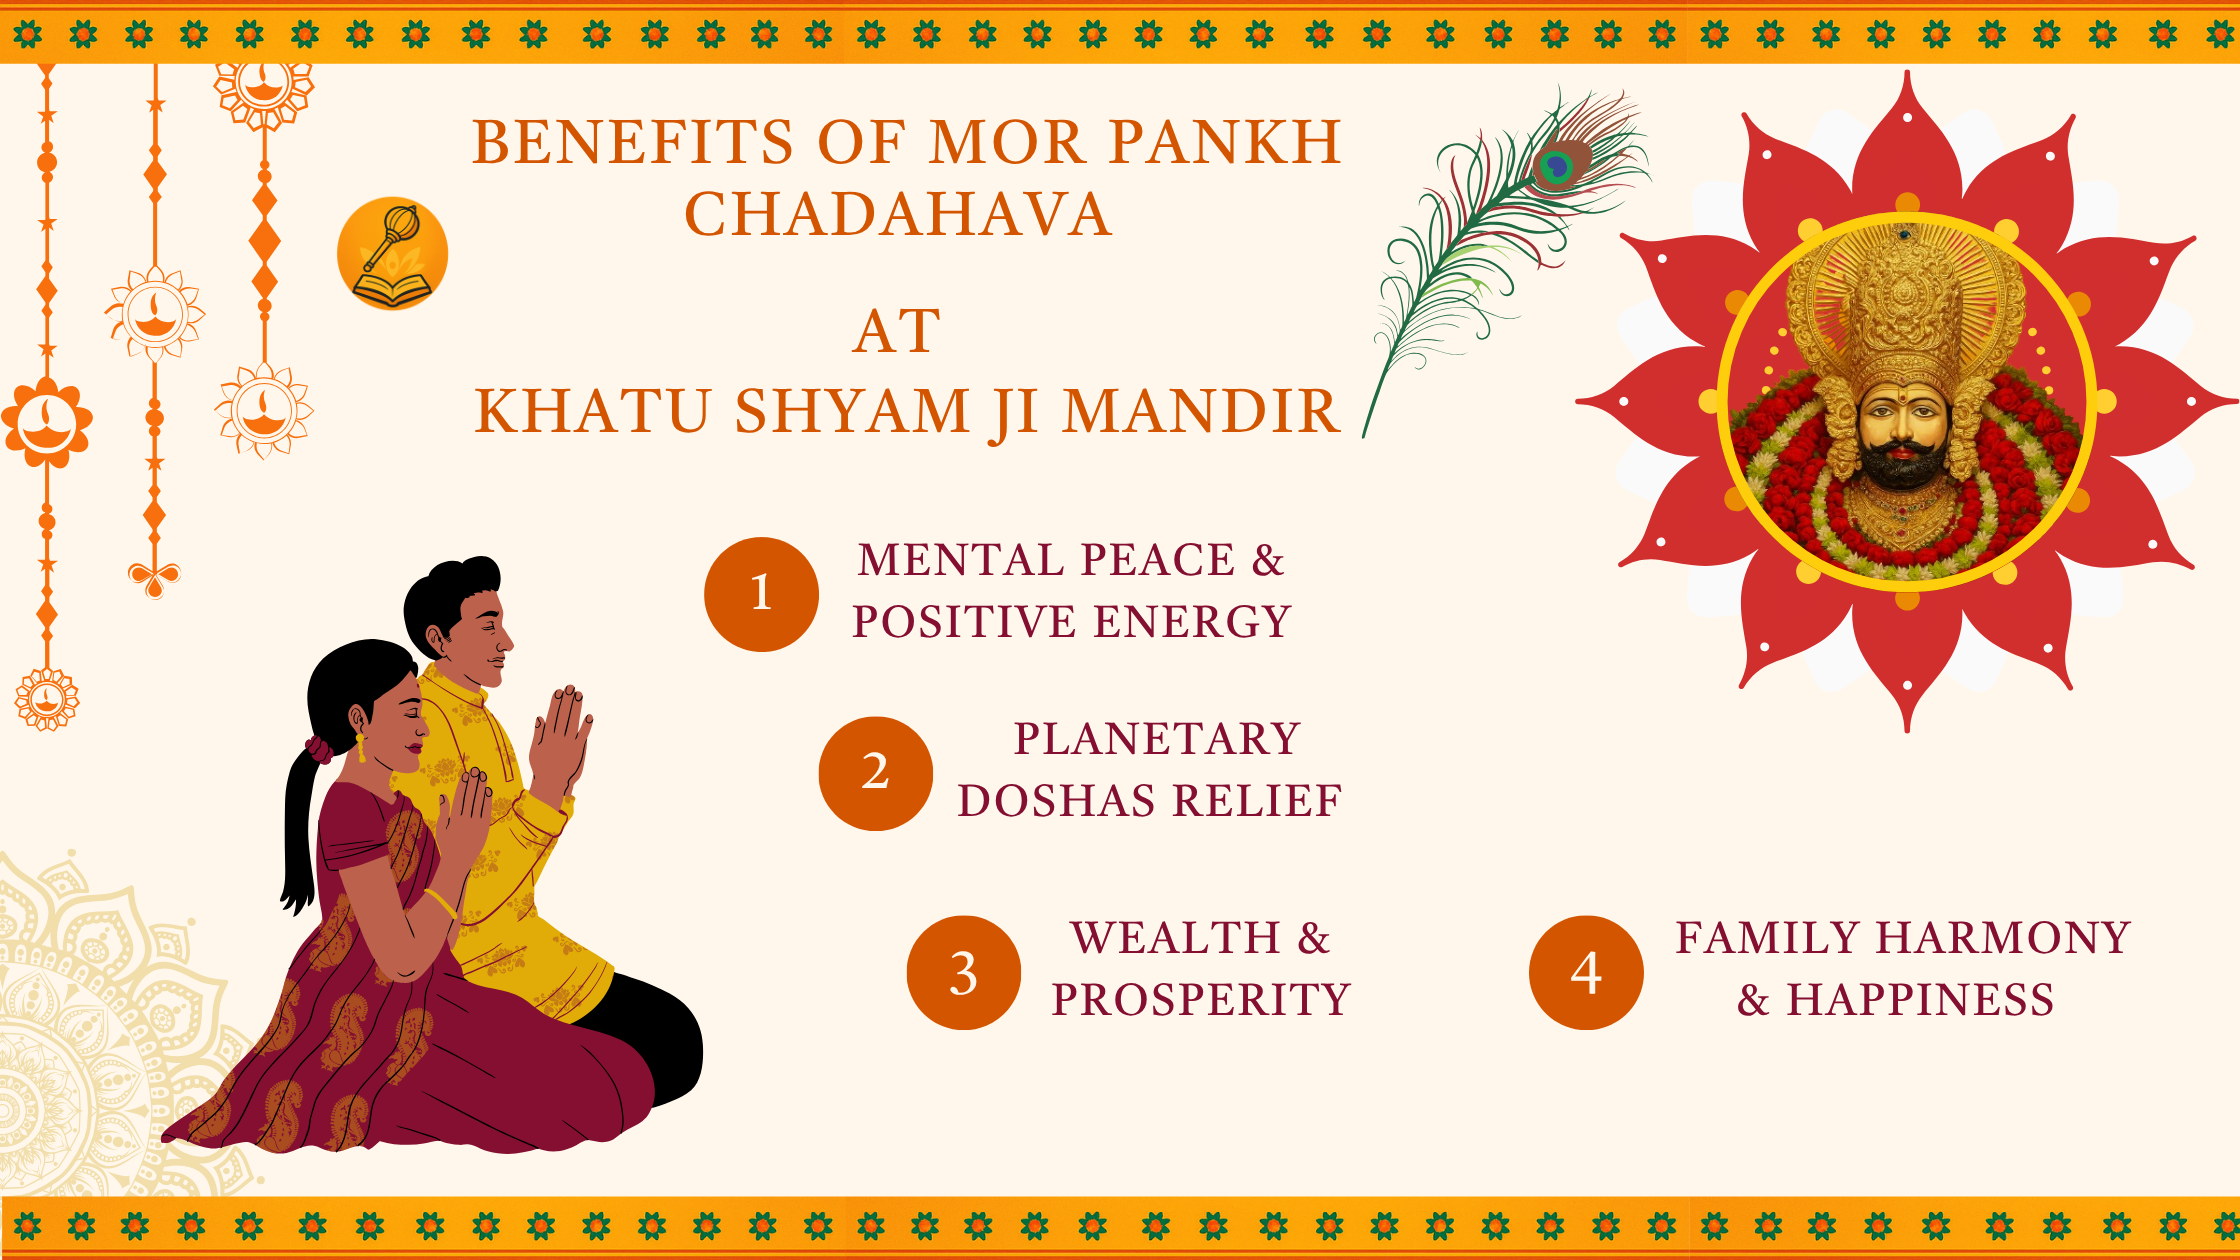 BENEFITS OF MOR PANKH
CHADAHAVA
AT
KHATU SHYAM JI MANDIR
1
MENTAL PEACE &
POSITIVE ENERGY
2
PLANETARY
DOSHAS RELIEF
3
WEALTH &
PROSPERITY
4
FAMILY HARMONY
& HAPPINESS